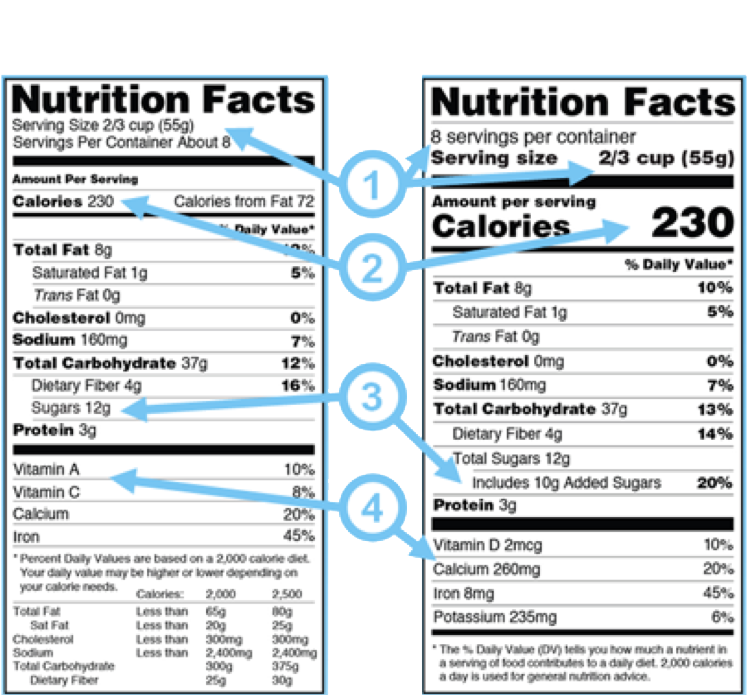 Nutrition Facts
Serving Size 2/3 cup (55g)
Servings Per Container About 8
Amount Per Serving
Calories 230 Calories from Fat 72
% Daily Value*
Total Fat 8g 12%
Saturated Fat 1g 5%
Trans Fat 0g
Cholesterol 0mg 0%
Sodium 160mg 7%
Total Carbohydrate 37g 12%
Dietary Fiber 4g 16%
Sugars 12g
Protein 3g
Vitamin A 10%
Vitamin C 8%
Calcium 20%
Iron 45%
* Percent Daily Values are based on a 2,000 calorie diet.
Your daily value may be higher or lower depending on
your calorie needs.
Calories: 2,000 2,500
Total Fat Less than 65g 80g
Sat Fat Less than 20g 25g
Cholesterol Less than 300mg 300mg
Sodium Less than 2,400mg 2,400mg
Total Carbohydrate 300g 375g
Dietary Fiber 25g 30g
1
2
3
4
Nutrition Facts
8 servings per container
Serving size 2/3 cup (55g)
Amount per serving
Calories 230
% Daily Value*
Total Fat 8g 10%
Saturated Fat 1g 5%
Trans Fat 0g
Cholesterol 0mg 0%
Sodium 160mg 7%
Total Carbohydrate 37g 13%
Dietary Fiber 4g 14%
Total Sugars 12g
Includes 10g Added Sugars 20%
Protein 3g
Vitamin D 2mcg 10%
Calcium 260mg 20%
Iron 8mg 45%
Potassium 235mg 6%
* The % Daily Value (DV) tells you how much a nutrient in
a serving of food contributes to a daily diet. 2,000 calories
a day is used for general nutrition advice.